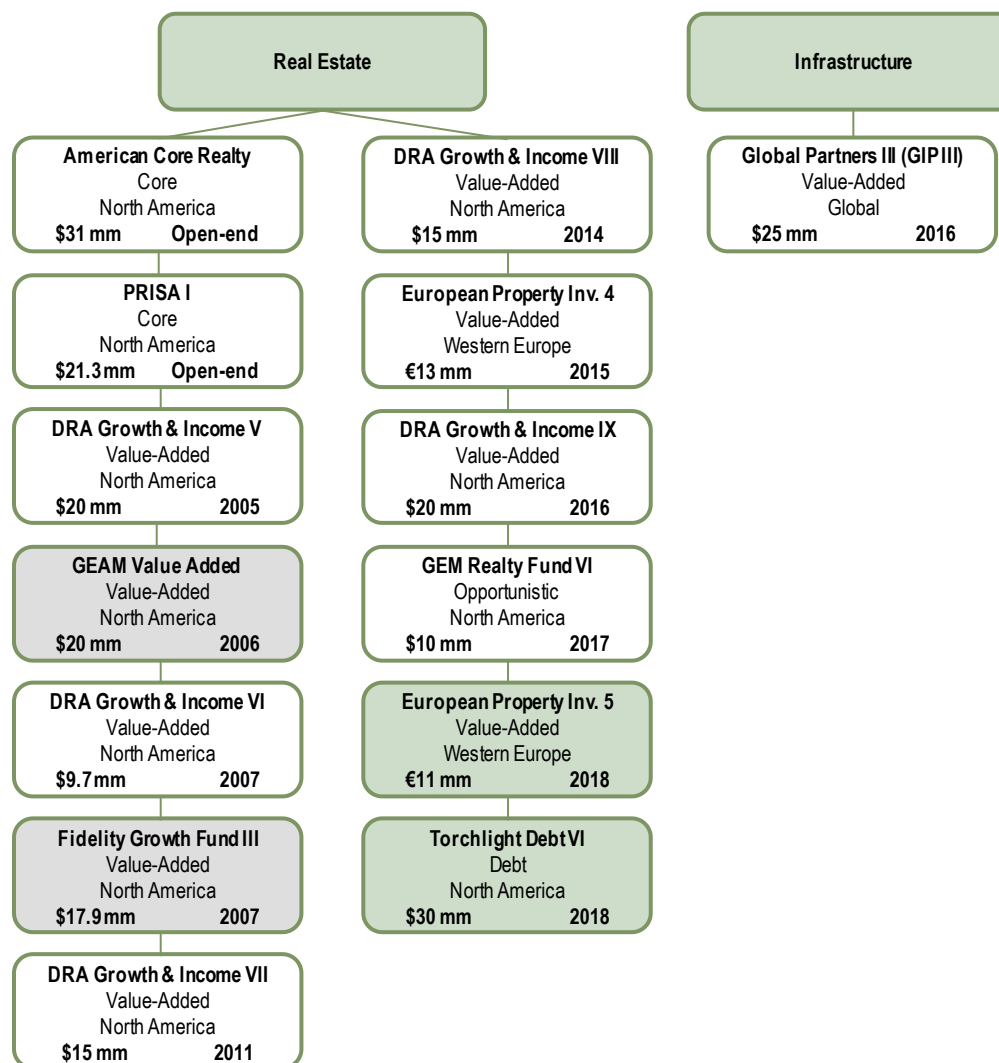 Real Estate
American Core Realty
Core
North America
$31 mm Open-end
PRISA I
Core
North America
$21.3 mm Open-end
DRA Growth & Income V
Value-Added
North America
$20 mm 2005
GEAM Value Added
Value-Added
North America
$20 mm 2006
DRA Growth & Income VI
Value-Added
North America
$9.7 mm 2007
Fidelity Growth Fund III
Value-Added
North America
$17.9 mm 2007
DRA Growth & Income VII
Value-Added
North America
$15 mm 2011
DRA Growth & Income VIII
Value-Added
North America
$15 mm 2014
European Property Inv. 4
Value-Added
Western Europe
€13 mm 2015
DRA Growth & Income IX
Value-Added
North America
$20 mm 2016
GEM Realty Fund VI
Opportunistic
North America
$10 mm 2017
European Property Inv. 5
Value-Added
Western Europe
€11 mm 2018
Torchlight Debt VI
Debt
North America
$30 mm 2018
Infrastructure
Global Partners III (GIP III)
Value-Added
Global
$25 mm 2016